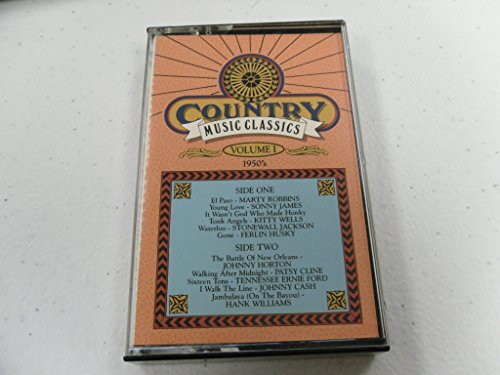 COUNTRY
MUSIC CLASSICS
VOLUME I
1950's
SIDE ONE
El Paso - MARTY ROBBINS
Young Love - SONNY JAMES
It Wasn't God Who Made Honky
Tonk Angels - KITTY WELLS
Waterloo - STONEWALL JACKSON
Gone - FERLIN HUSKY
SIDE TWO
The Battle Of New Orleans -
JOHNNY HORTON
Walking After Midnight - PATSY CLINE
Sixteen Tons - TENNESSEE ERNIE FORD
I Walk The Line - JOHNNY CASH
Jambalaya (On The Bayou) -
HANK WILLIAMS